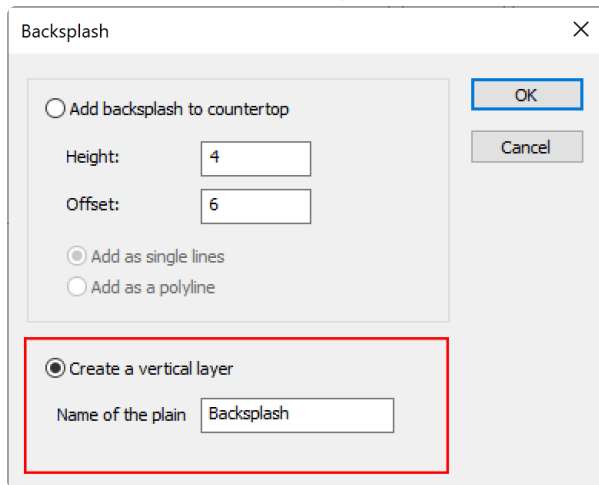 Backsplash
Add backsplash to countertop
OK
Height: 4
Cancel
Offset: 6
Add as single lines
Add as a polyline
Create a vertical layer
Name of the plain Backsplash